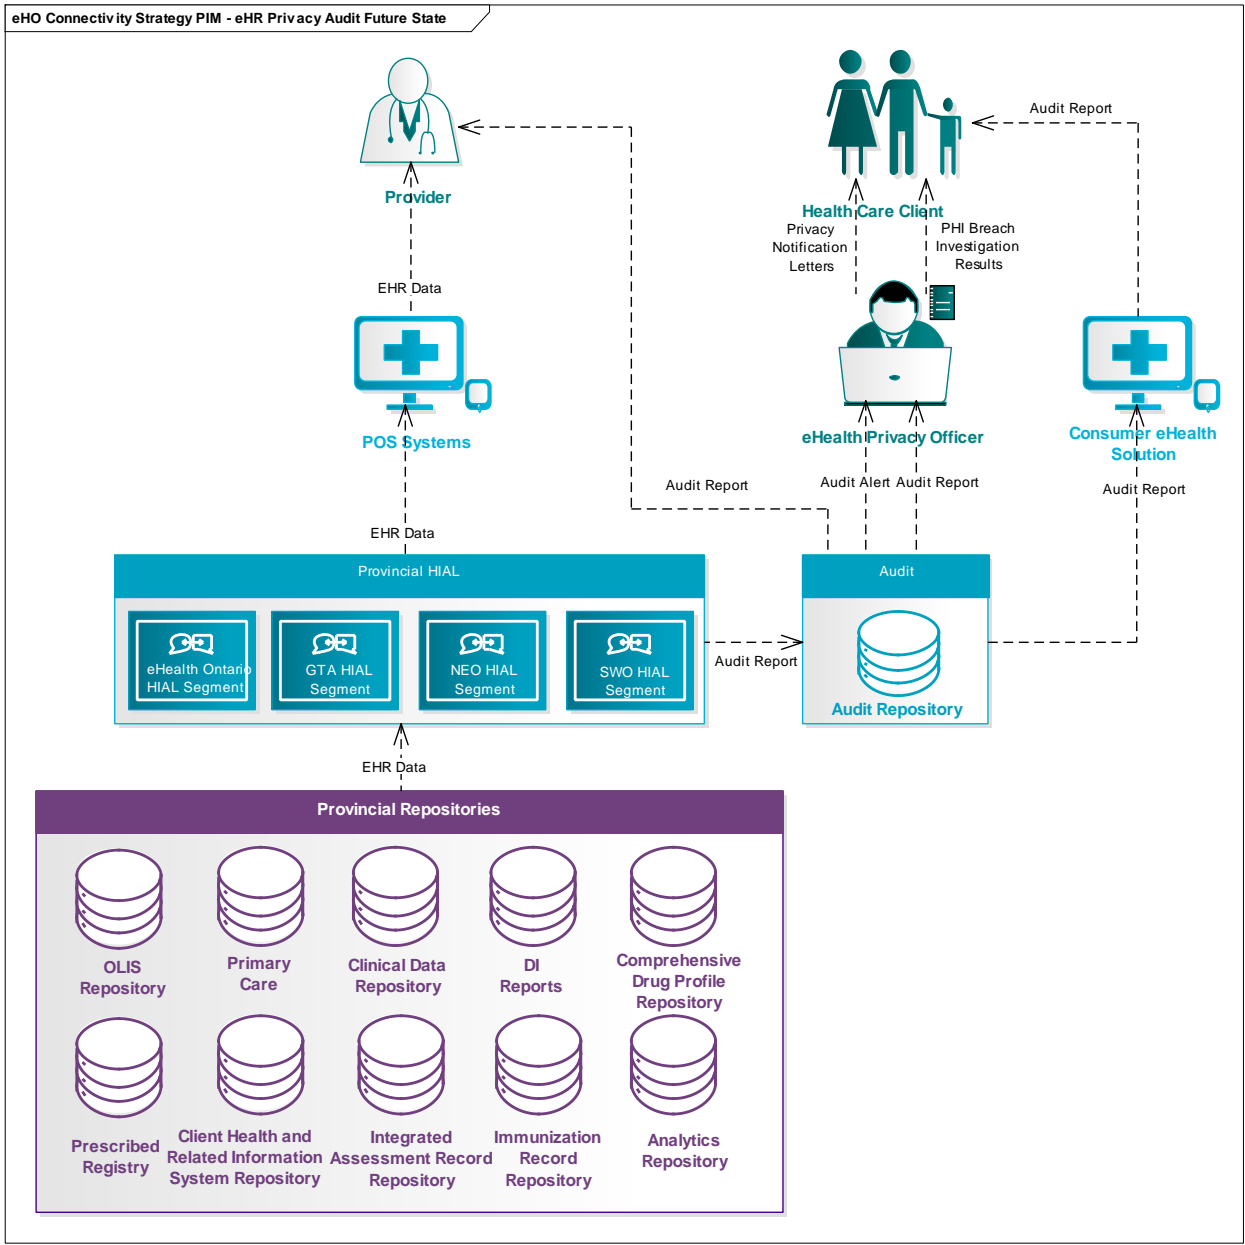 eHO Connectivity Strategy PIM - eHR Privacy Audit Future State
Audit Report
Provider
Health Care Client
Privacy
Notification
Letters
PHI Breach
Investigation
Results
EHR Data
POS Systems
eHealth Privacy Officer
Consumer eHealth
Solution
Audit Report
Audit Alert
Audit Report
Audit Report
EHR Data
Provincial HIAL
Audit
eHealth Ontario
HIAL Segment
GTA HIAL
Segment
NEO HIAL
Segment
SWO HIAL
Segment
Audit Report
Audit Repository
EHR Data
Provincial Repositories
OLIS
Repository
Primary
Care
Clinical Data
Repository
DI
Reports
Comprehensive
Drug Profile
Repository
Prescribed
Registry
Client Health and
Related Information
System Repository
Integrated
Assessment Record
Repository
Immunization
Record
Repository
Analytics
Repository